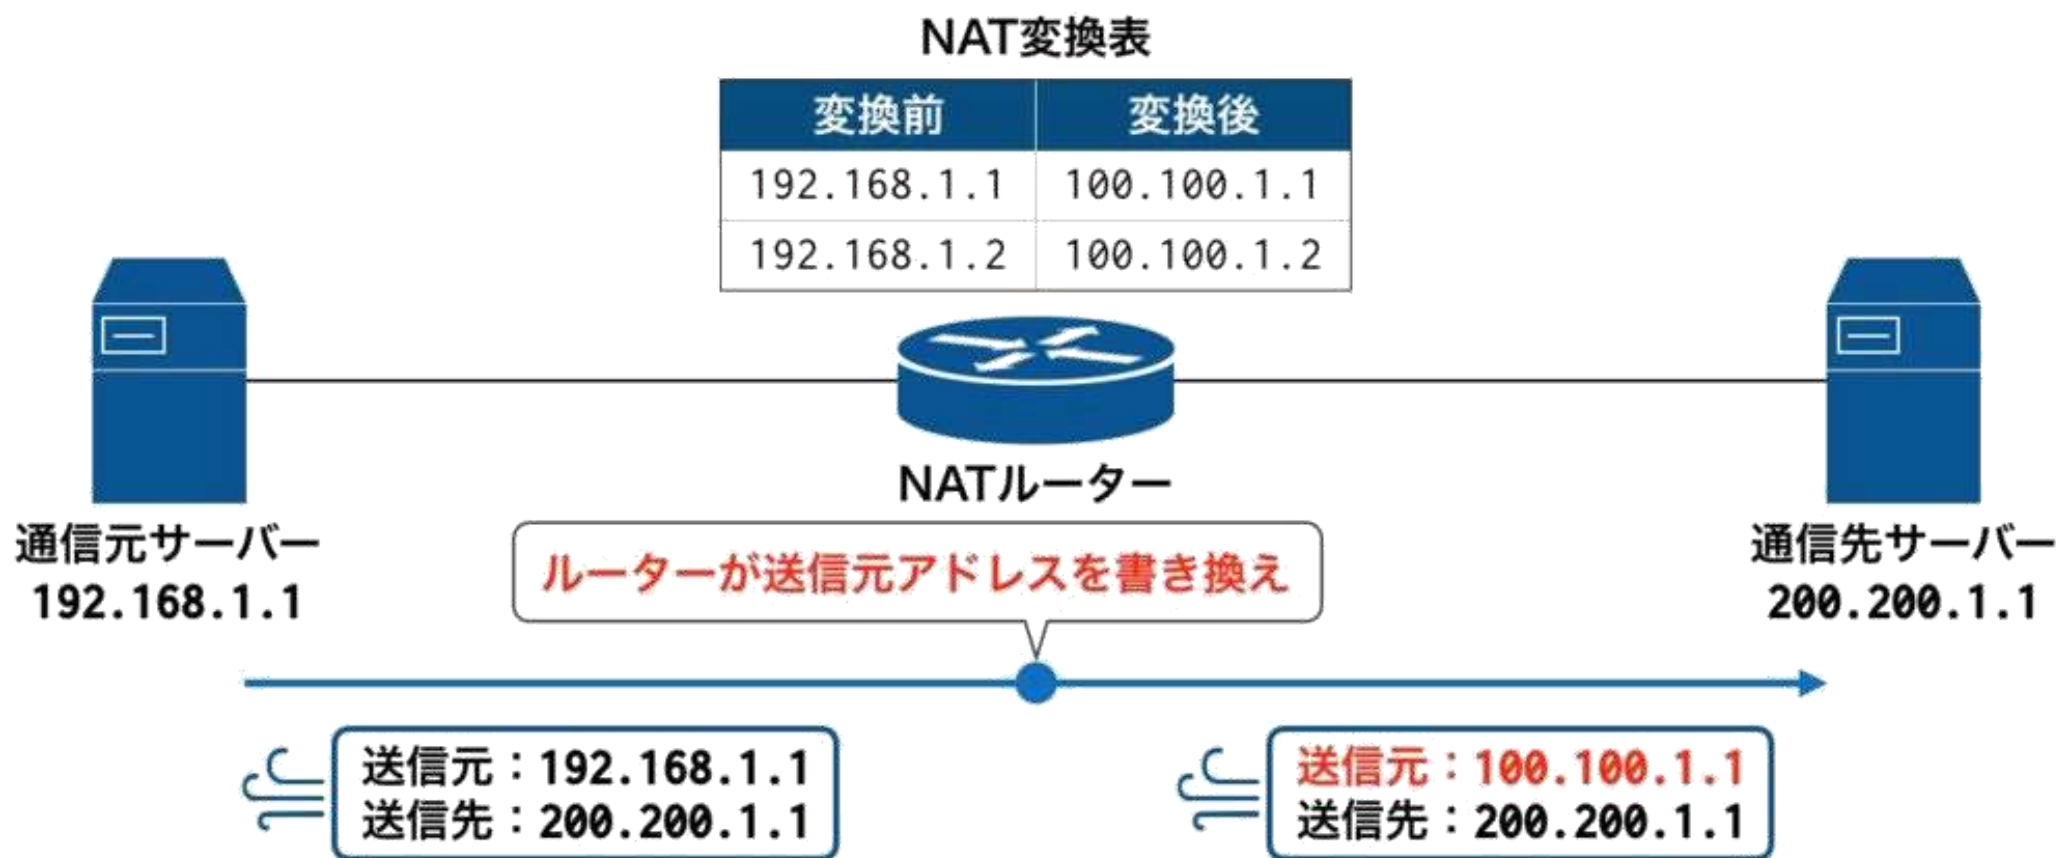 NAT変換表
変換前 変換後
192.168.1.1 100.100.1.1
192.168.1.2 100.100.1.2
NATルーター
通信元サーバー
192.168.1.1
通信先サーバー
200.200.1.1
ルーターが送信元アドレスを書き換え
送信元：192.168.1.1
送信先：200.200.1.1
送信元：100.100.1.1
送信先：200.200.1.1